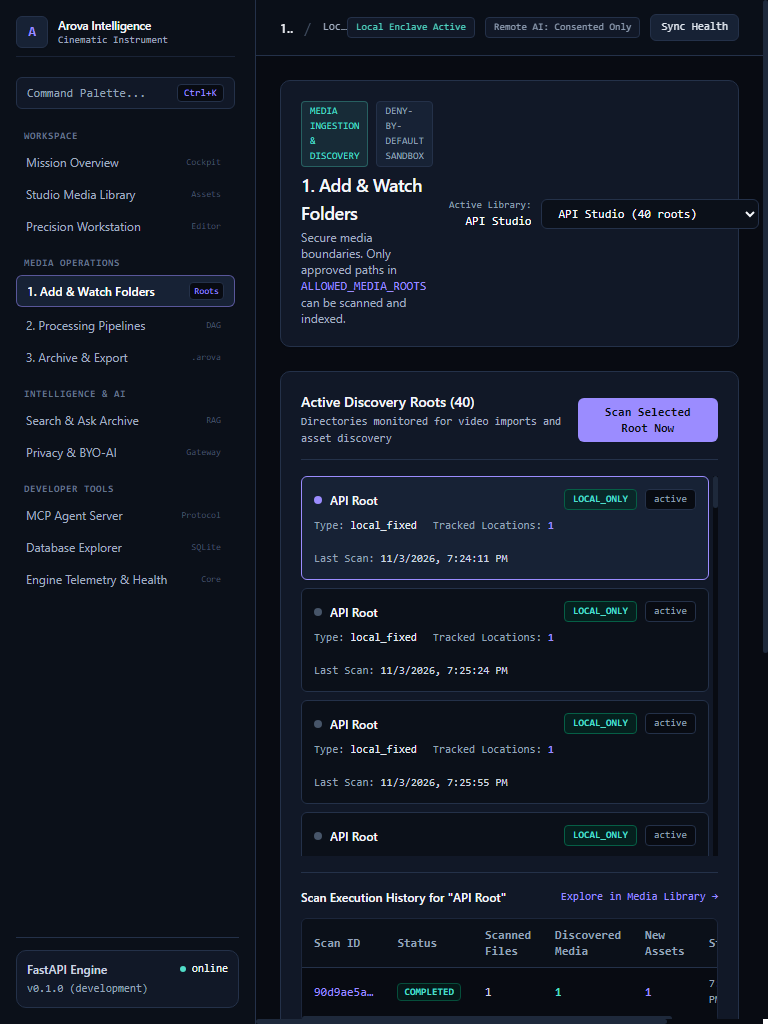 A
Arova Intelligence
Cinematic Instrument
Command Palette... Ctrl+K
WORKSPACE
Mission Overview Cockpit
Studio Media Library Assets
Precision Workstation Editor
MEDIA OPERATIONS
1. Add & Watch Folders Roots
2. Processing Pipelines DAG
3. Archive & Export .arova
INTELLIGENCE & AI
Search & Ask Archive RAG
Privacy & BYO-AI Gateway
DEVELOPER TOOLS
MCP Agent Server Protocol
Database Explorer SQLite
Engine Telemetry & Health Core
FastAPI Engine online
v0.1.0 (development)
1.. / Loc… Local Enclave Active Remote AI: Consented Only Sync Health
MEDIA
INGESTION
&
DISCOVERY
DENY-
BY-
DEFAULT
SANDBOX
1. Add & Watch
Folders
Secure media
boundaries. Only
approved paths in
ALLOWED_MEDIA_ROOTS
can be scanned and
indexed.
Active Library:
API Studio
API Studio (40 roots)
Active Discovery Roots (40)
Directories monitored for video imports and
asset discovery
Scan Selected
Root Now
API Root LOCAL_ONLY active
Type: local_fixed Tracked Locations: 1
Last Scan: 11/3/2026, 7:24:11 PM
API Root LOCAL_ONLY active
Type: local_fixed Tracked Locations: 1
Last Scan: 11/3/2026, 7:25:24 PM
API Root LOCAL_ONLY active
Type: local_fixed Tracked Locations: 1
Last Scan: 11/3/2026, 7:25:55 PM
API Root LOCAL_ONLY active
Scan Execution History for "API Root" Explore in Media Library →
Scan ID Status Scanned Files Discovered Media New Assets
90d9ae5a… COMPLETED 1 1 1 7